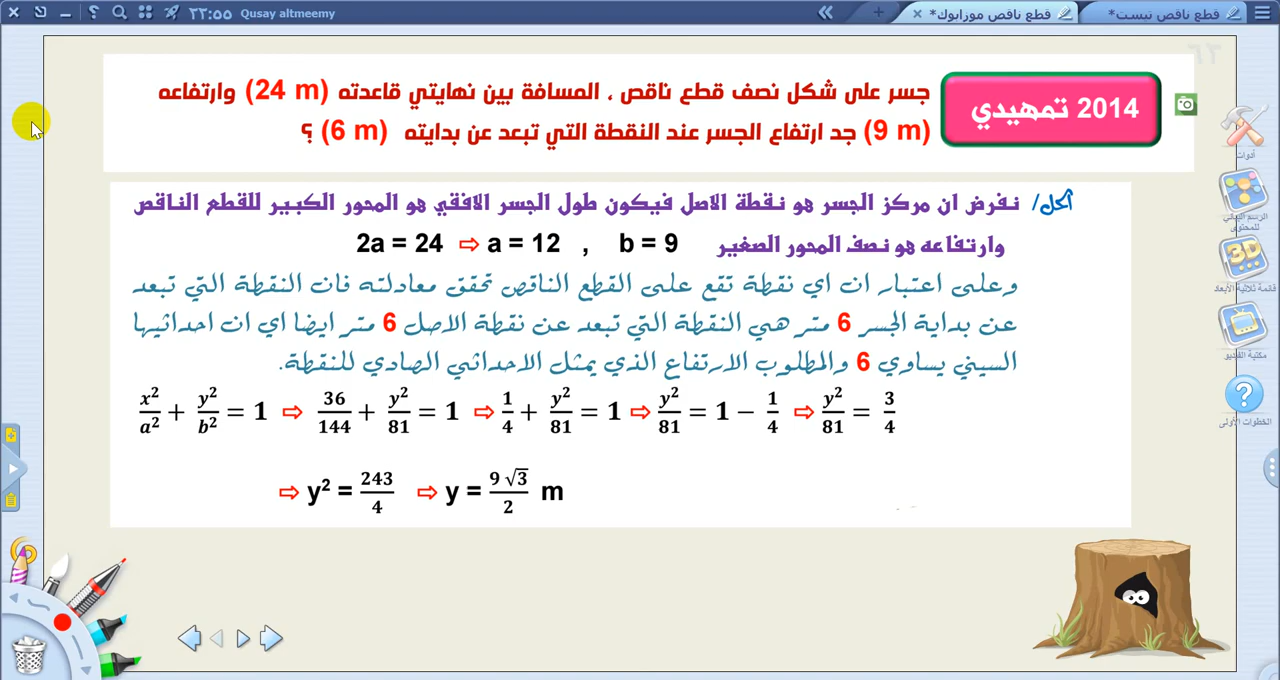 ٢٢:٥٥ Qusay altmeemy
قطع ناقص موزابوك*
قطع ناقص تيست*
٦٣
2014 تمهيدي
جسر على شكل نصف قطع ناقص ، المسافة بين نهايتي قاعدته (24 m) وارتفاعه
(9 m) جد ارتفاع الجسر عند النقطة التي تبعد عن بدايته (6 m) ؟
الحل/ نفرض ان مركز الجسر هو نقطة الاصل فيكون طول الجسر الافقي هو المحور الكبير للقطع الناقص
وارتفاعه هو نصف المحور الصغير 2a = 24 ⇨ a = 12 , b = 9
وعلى اعتبار ان اي نقطة تقع على القطع الناقص تحقق معادلته فان النقطة التي تبعد
عن بداية الجسر 6 متر هي النقطة التي تبعد عن نقطة الاصل 6 متر ايضا اي ان احداثيها
السيني يساوي 6 والمطلوب الارتفاع الذي يمثل الاحداثي الصادي للنقطة.
x²/a² + y²/b² = 1 ⇨ 36/144 + y²/81 = 1 ⇨ 1/4 + y²/81 = 1 ⇨ y²/81 = 1 − 1/4 ⇨ y²/81 = 3/4
⇨ y² = 243/4 ⇨ y = 9√3/2 m
أدوات
الرسم البياني
للمحتوى
3D
قائمة ثلاثية الأبعاد
مكتبة الفيديو
الخطوات الأولى